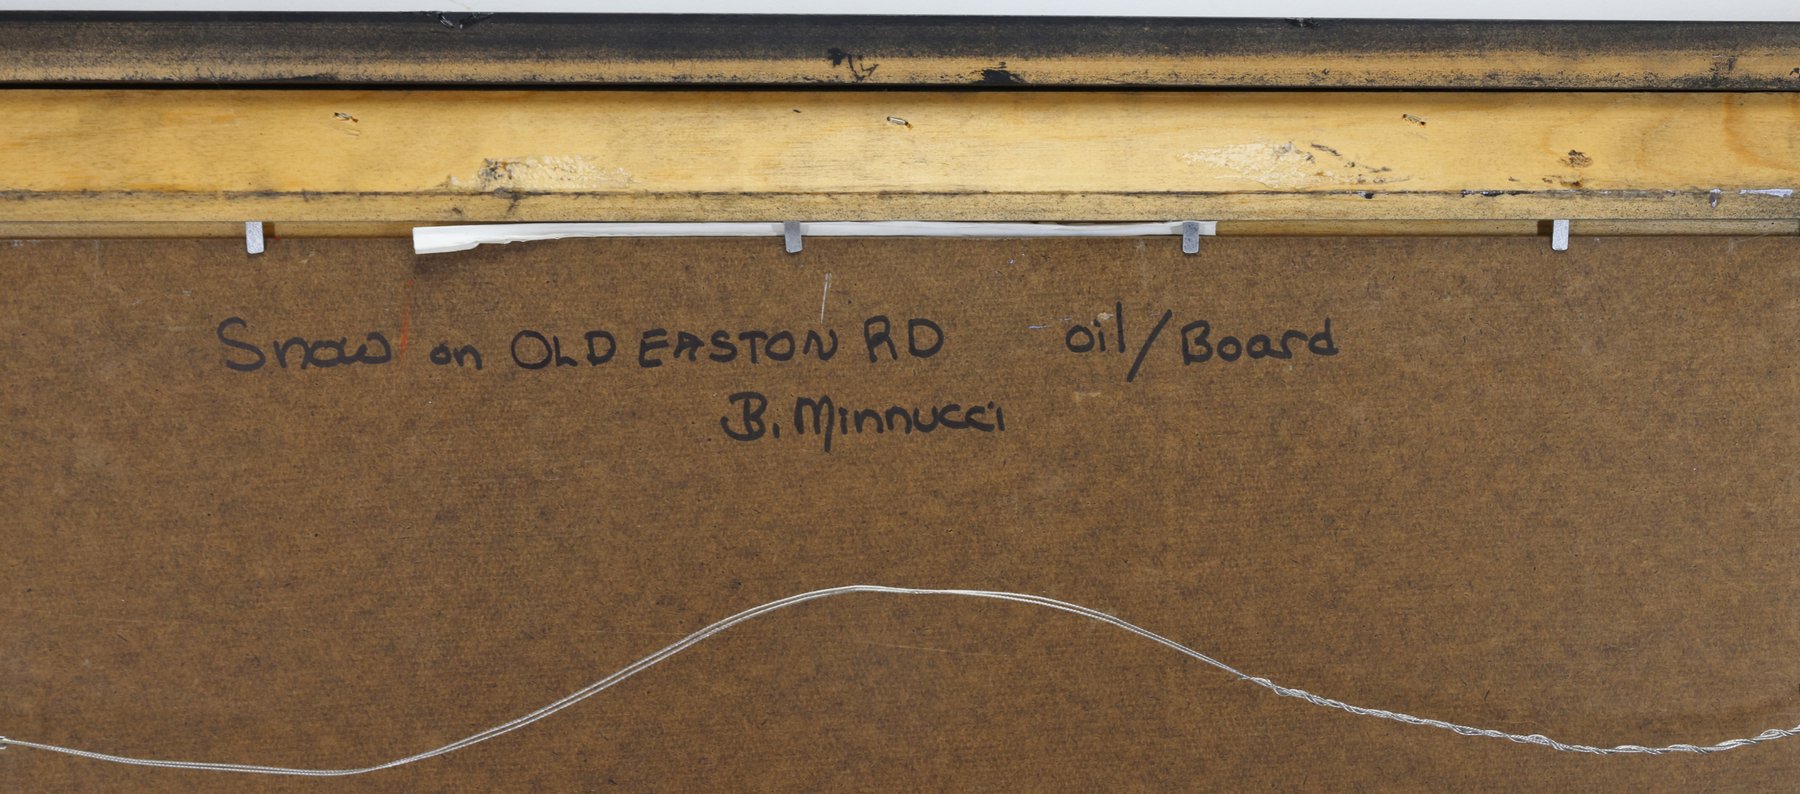 Snow on OLD EASTON RD oil/Board
B. Minnucci